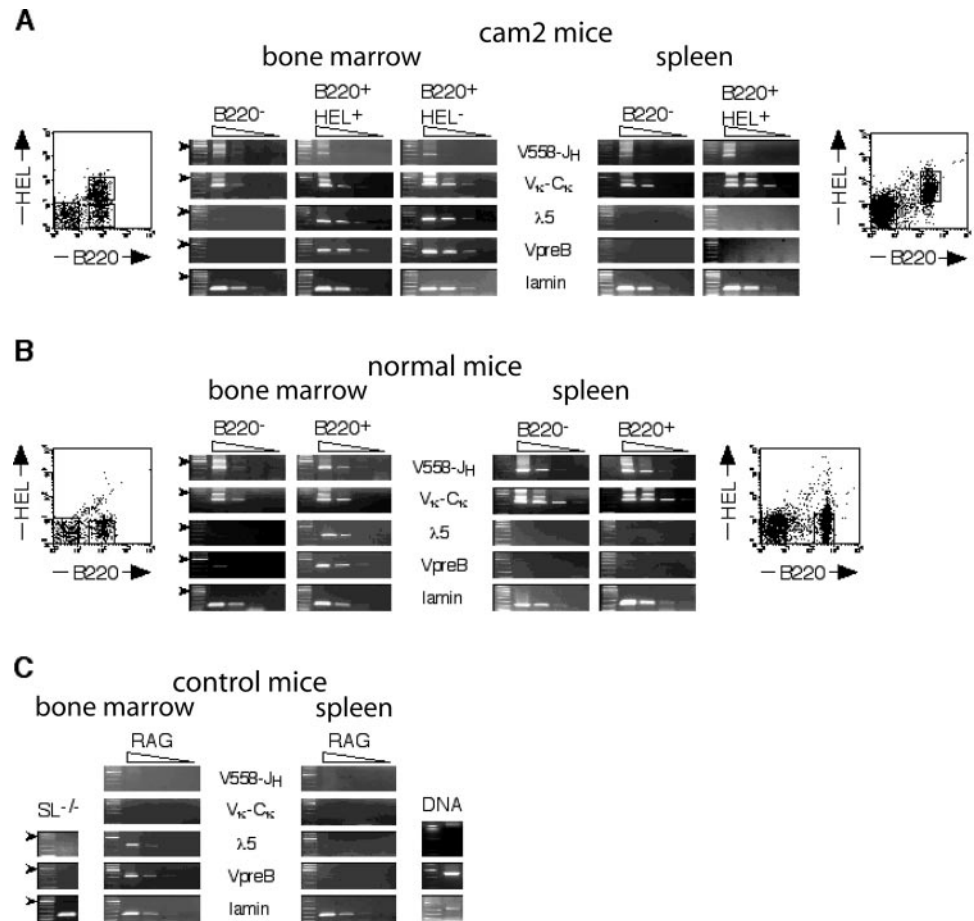 A
cam2 mice
bone marrow
spleen
B220-
B220+
HEL+
B220+
HEL-
B220-
B220+
HEL+
HEL
B220
V558-JH
Vκ-Cκ
λ5
VpreB
lamin
HEL
B220
B
normal mice
bone marrow
spleen
B220-
B220+
B220-
B220+
HEL
B220
V558-JH
Vκ-Cκ
λ5
VpreB
lamin
HEL
B220
C
control mice
bone marrow
spleen
RAG
RAG
SL-/-
V558-JH
Vκ-Cκ
λ5
VpreB
lamin
DNA